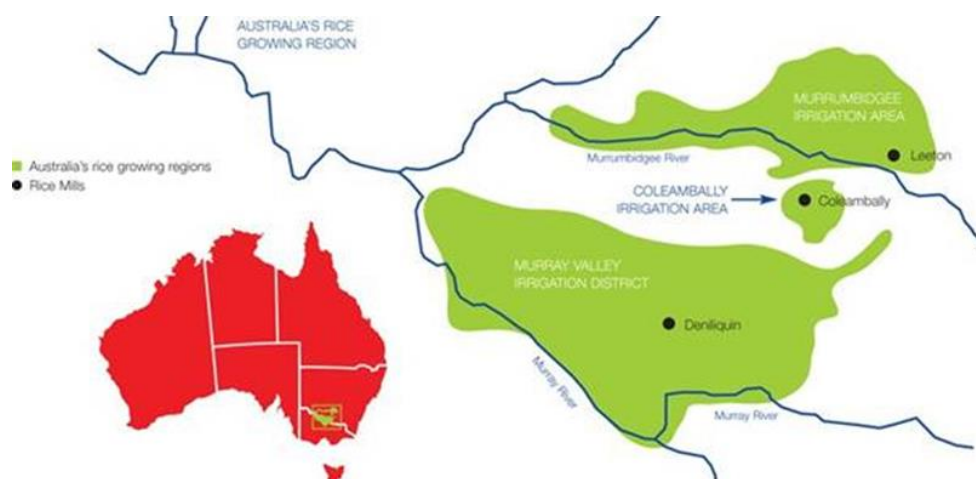 AUSTRALIA'S RICE
GROWING REGION
MURRUMBIDGEE
IRRIGATION AREA
Murrumbidgee River
Leeton
Australia's rice growing regions
Rice Mills
COLEAMBALLY
IRRIGATION AREA
Coleambally
MURRAY VALLEY
IRRIGATION DISTRICT
Deniliquin
Murray River
Murray River